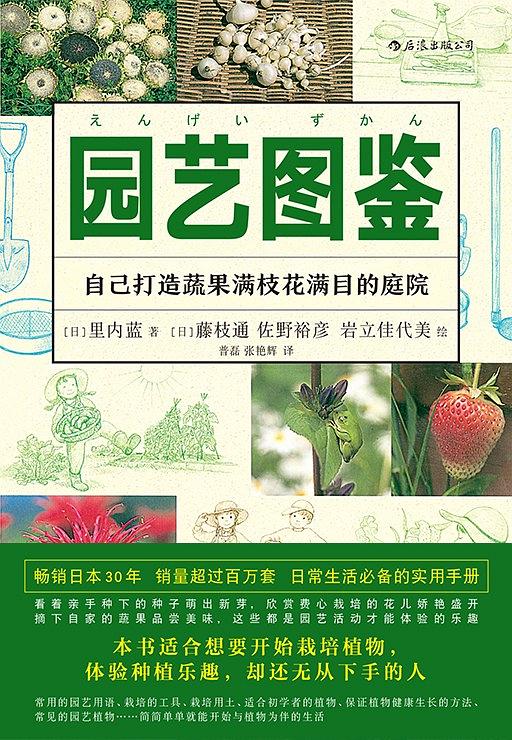 后浪出版公司
えんげい ずかん
园艺图鉴
自己打造蔬果满枝花满目的庭院
[日]里内蓝 著 [日]藤枝通 佐野裕彦 岩立佳代美 绘
普磊 张艳辉 译
畅销日本30年 销量超过百万套 日常生活必备的实用手册
看着亲手种下的种子萌出新芽，欣赏费心栽培的花儿娇艳盛开
摘下自家的蔬果品尝美味，这些都是园艺活动才能体验的乐趣
本书适合想要开始栽培植物，
体验种植乐趣，却还无从下手的人
常用的园艺用语、栽培的工具、栽培用土、适合初学者的植物、保证植物健康生长的方法、
常见的园艺植物……简简单单就能开始与植物为伴的生活